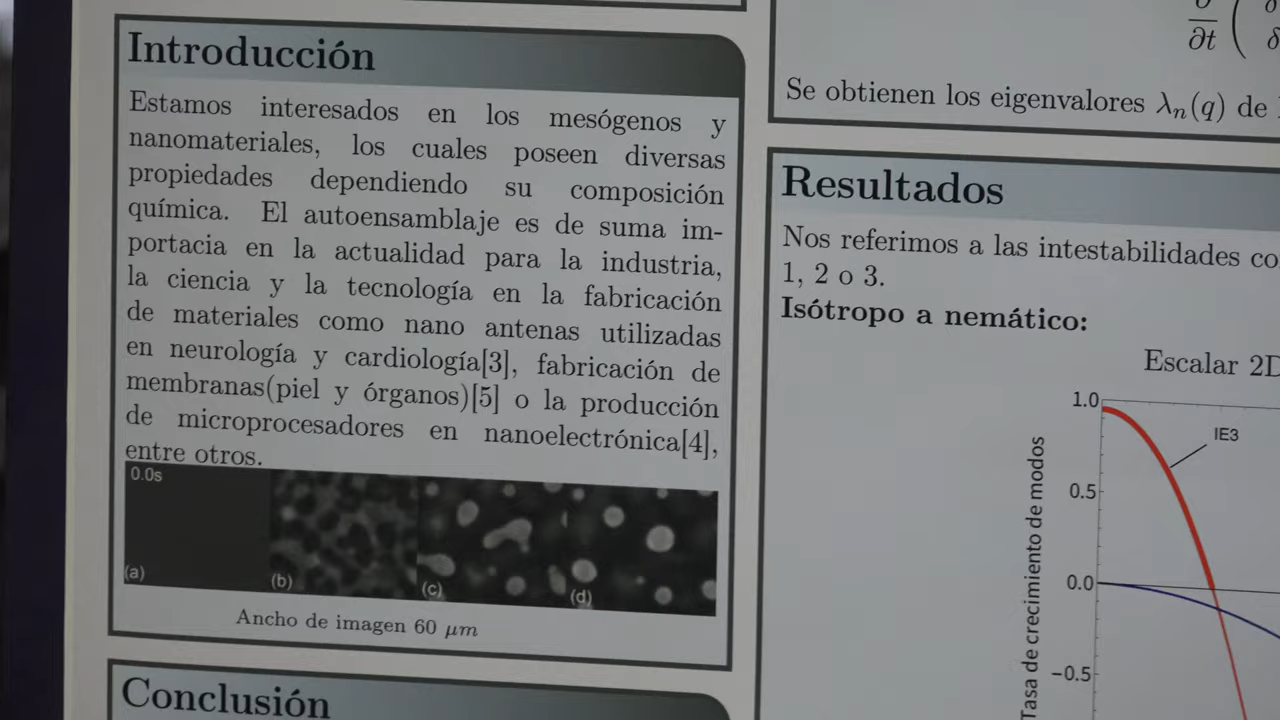 Introducción
Estamos interesados en los mesógenos y
nanomateriales, los cuales poseen diversas
propiedades dependiendo su composición
química. El autoensamblaje es de suma im-
portacia en la actualidad para la industria,
la ciencia y la tecnología en la fabricación
de materiales como nano antenas utilizadas
en neurología y cardiología[3], fabricación de
membranas(piel y órganos)[5] o la producción
de microprocesadores en nanoelectrónica[4],
entre otros.
0.0s
(a) (b) (c) (d)
Ancho de imagen 60 μm
Conclusión
∂/∂t (
Se obtienen los eigenvalores λn(q) de
Resultados
Nos referimos a las intestabilidades co
1, 2 o 3.
Isótropo a nemático:
Escalar 2D
1.0
IE3
0.5
0.0
−0.5
Tasa de crecimiento de modos